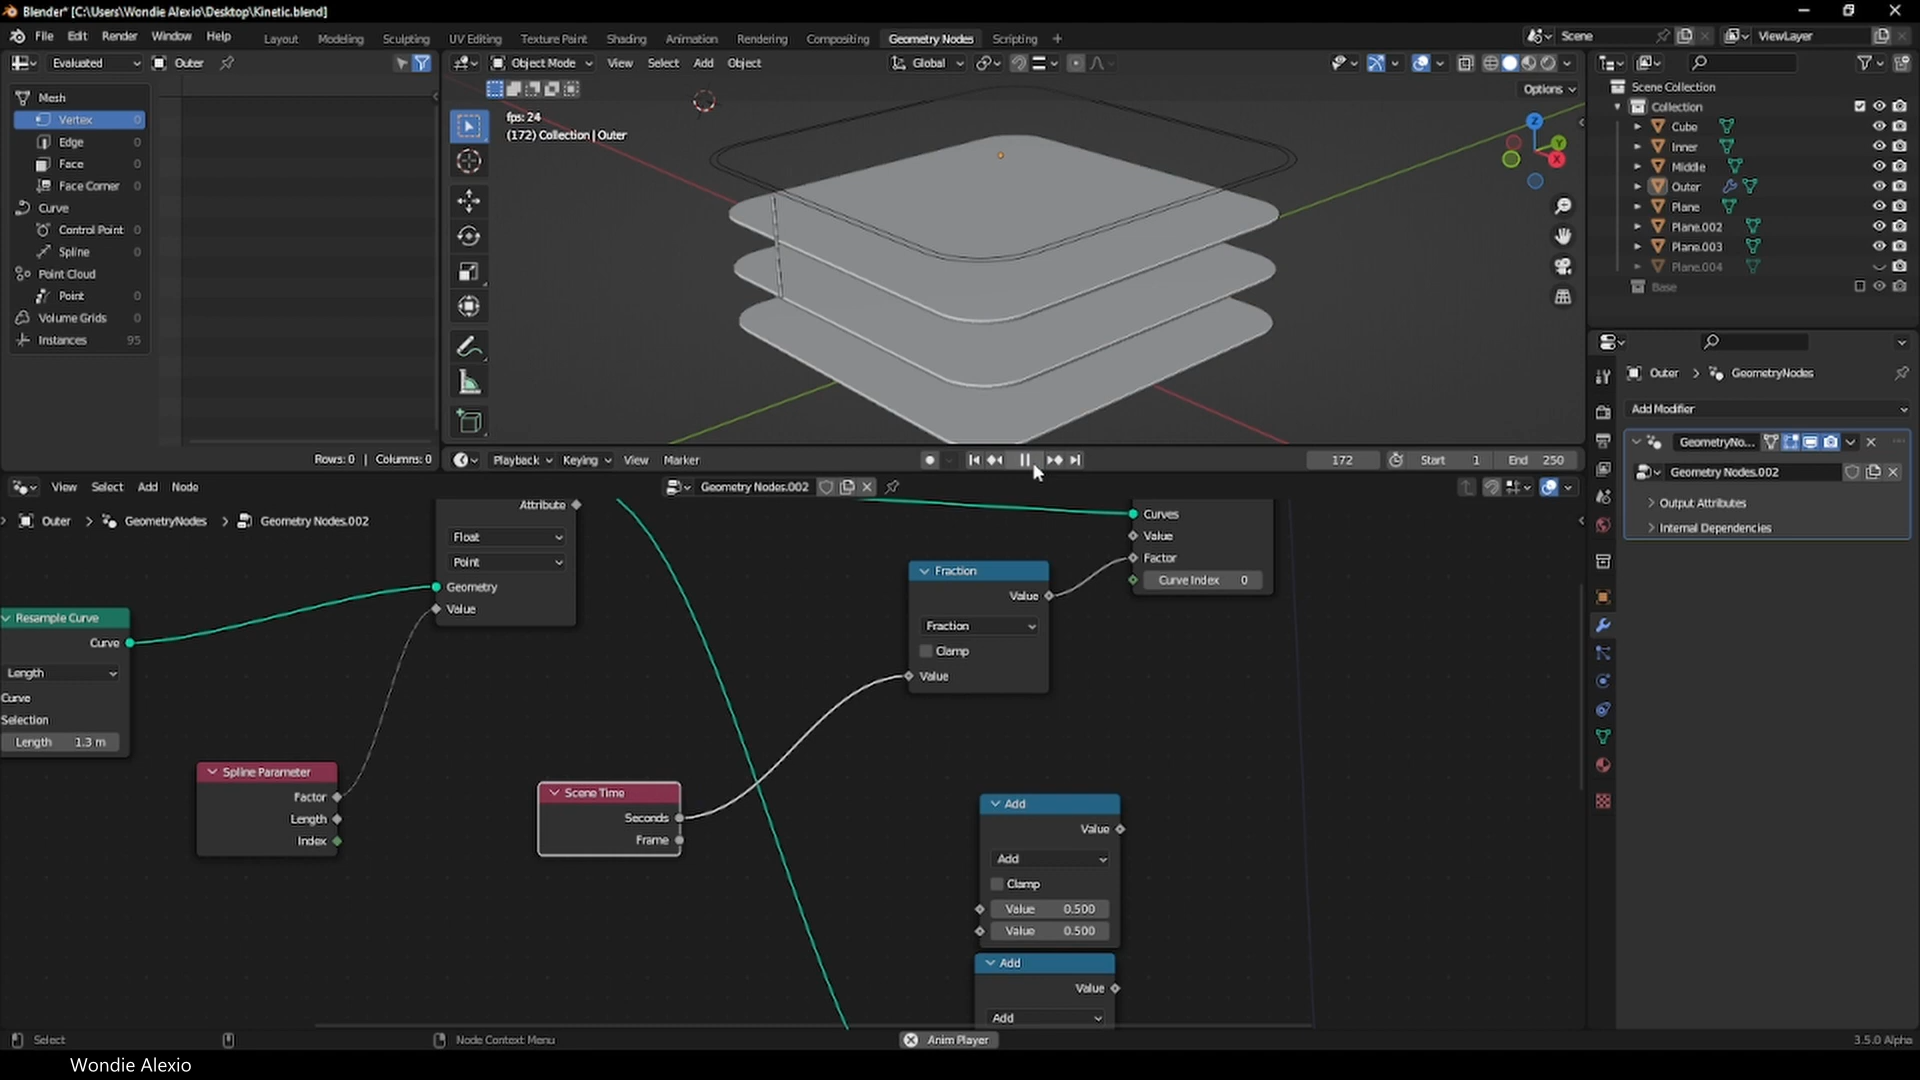 Blender* [C:\Users\Wondie Alexio\Desktop\Kinetic.blend]
File Edit Render Window Help Layout Modeling Sculpting UV Editing Texture Paint Shading Animation Rendering Compositing Geometry Nodes Scripting + Scene ViewLayer
Evaluated Outer Object Mode View Select Add Object Global
Options
Mesh
Vertex 0
Edge 0
Face 0
Face Corner 0
Curve
Control Point 0
Spline 0
Point Cloud
Point 0
Volume Grids 0
Instances 95
Rows: 0 | Columns: 0
fps: 24
(172) Collection | Outer
Z
Y
X
Scene Collection
Collection
Cube
Inner
Middle
Outer
Plane
Plane.002
Plane.003
Plane.004
Base
Playback Keying View Marker 172 Start 1 End 250
View Select Add Node Geometry Nodes.002
Outer > GeometryNodes > Geometry Nodes.002
Outer > GeometryNodes
Add Modifier
GeometryNo...
Geometry Nodes.002
Output Attributes
Internal Dependencies
Attribute
Float
Point
Geometry
Value
Resample Curve
Curve
Length
Curve
Selection
Length 1.3 m
Spline Parameter
Factor
Length
Index
Scene Time
Seconds
Frame
Fraction
Value
Fraction
Clamp
Value
Curves
Value
Factor
Curve Index 0
Add
Value
Add
Clamp
Value 0.500
Value 0.500
Add
Value
Add
Select Node Context Menu Anim Player 3.5.0 Alpha
Wondie Alexio